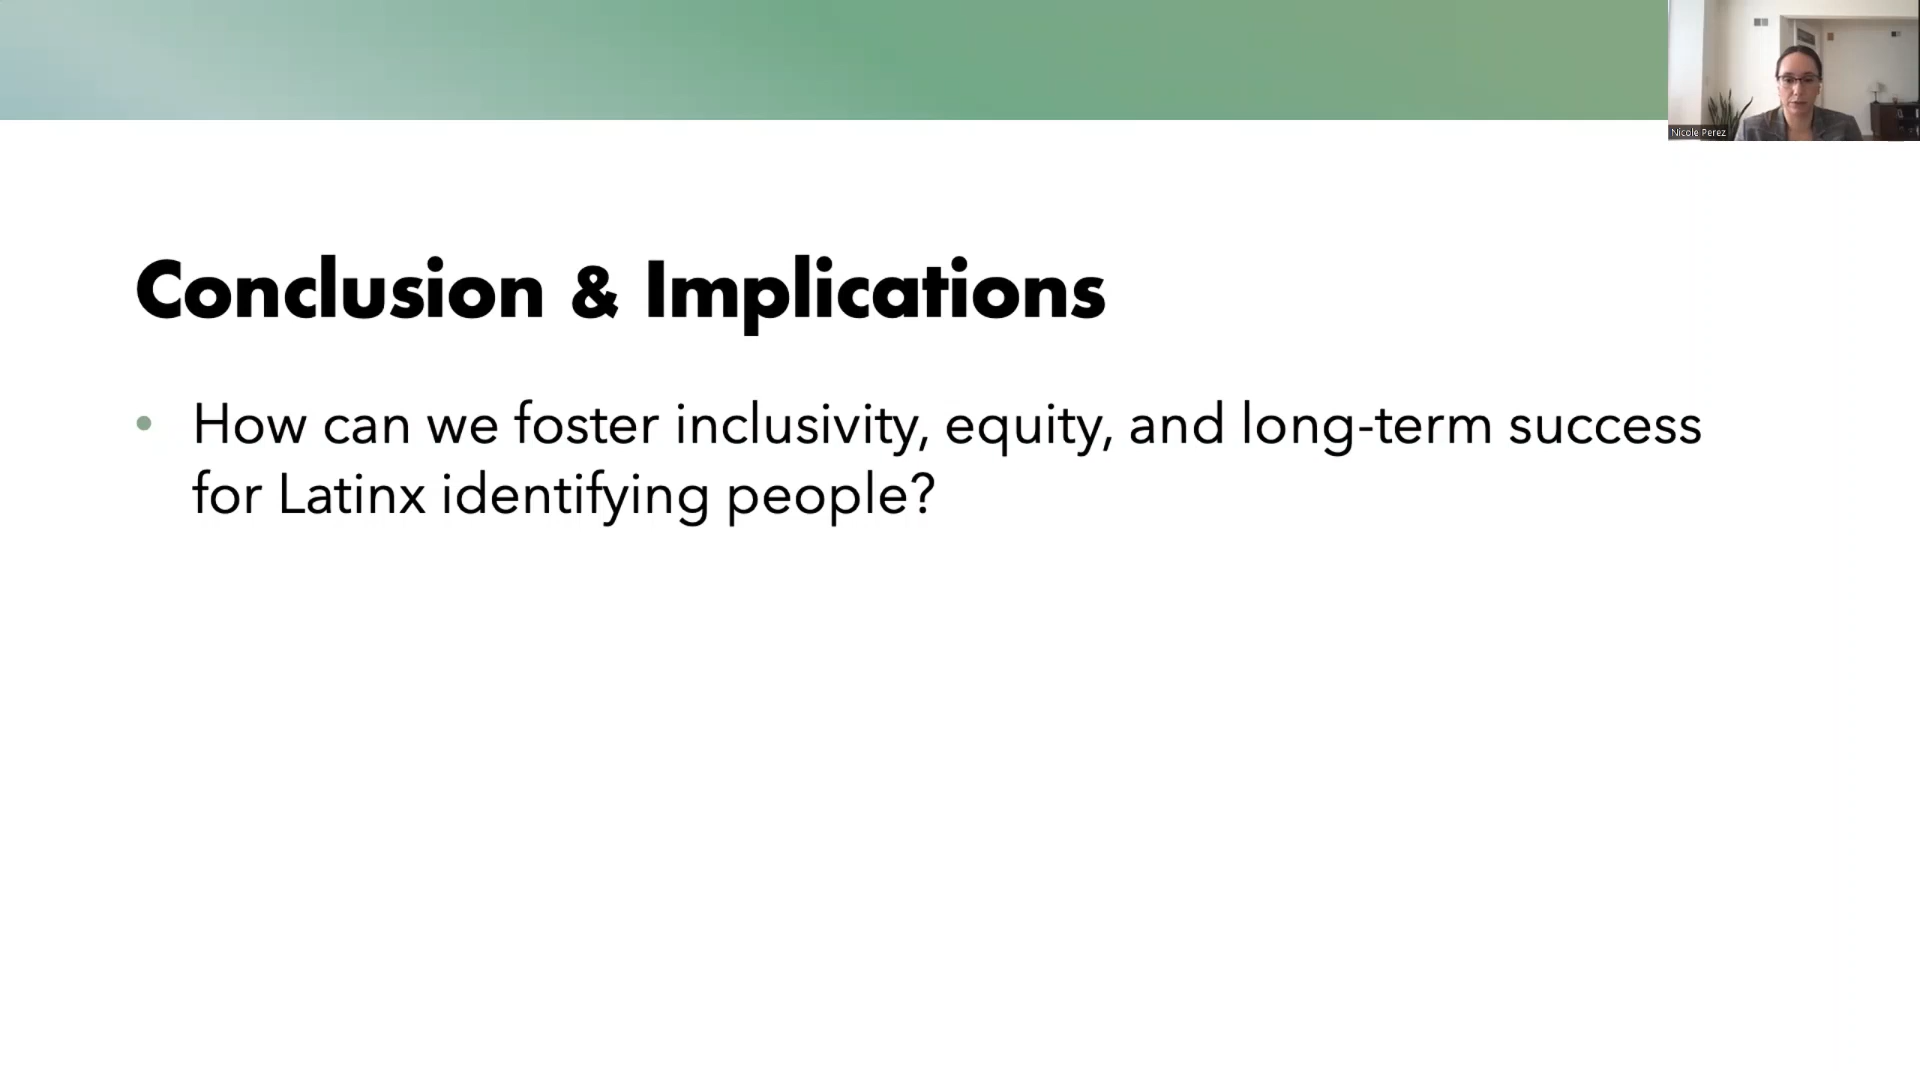 Nicole Perez
Conclusion & Implications
• How can we foster inclusivity, equity, and long-term success
for Latinx identifying people?